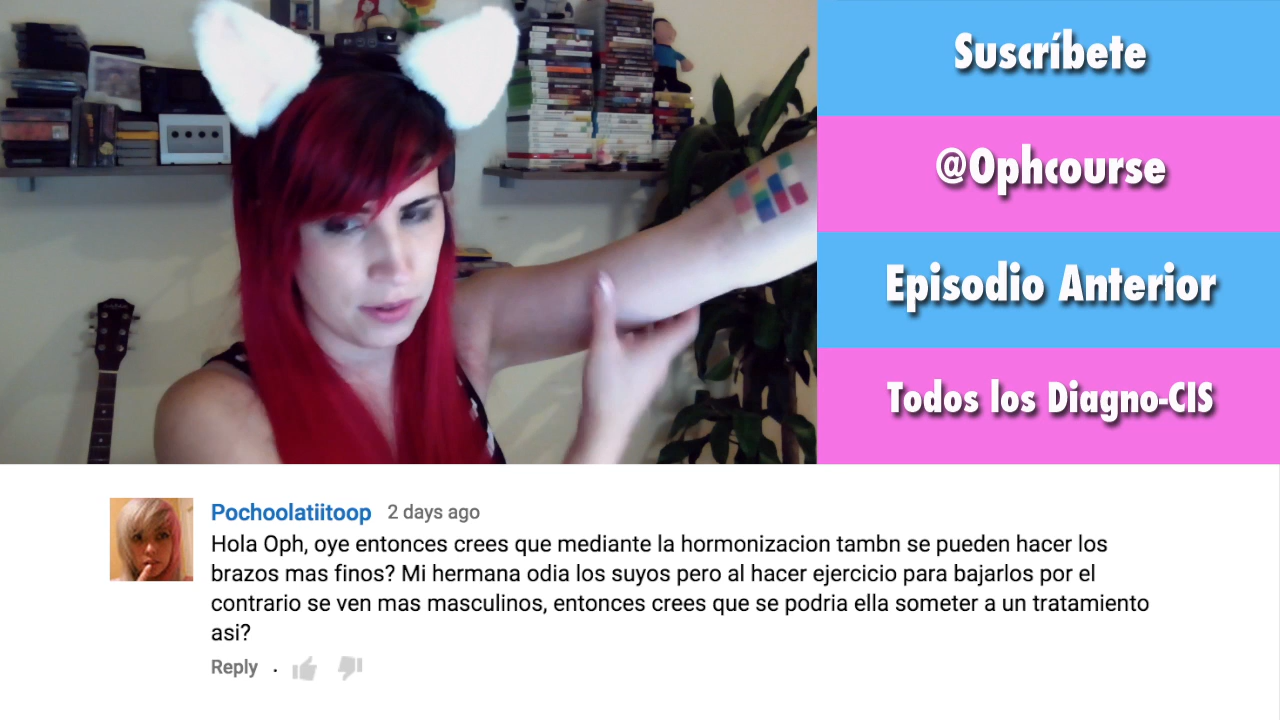 Suscríbete
@Ophcourse
Episodio Anterior
Todos los Diagno-CIS
Pochoolatiitoop 2 days ago
Hola Oph, oye entonces crees que mediante la hormonizacion tambn se pueden hacer los
brazos mas finos? Mi hermana odia los suyos pero al hacer ejercicio para bajarlos por el
contrario se ven mas masculinos, entonces crees que se podria ella someter a un tratamiento
asi?
Reply .